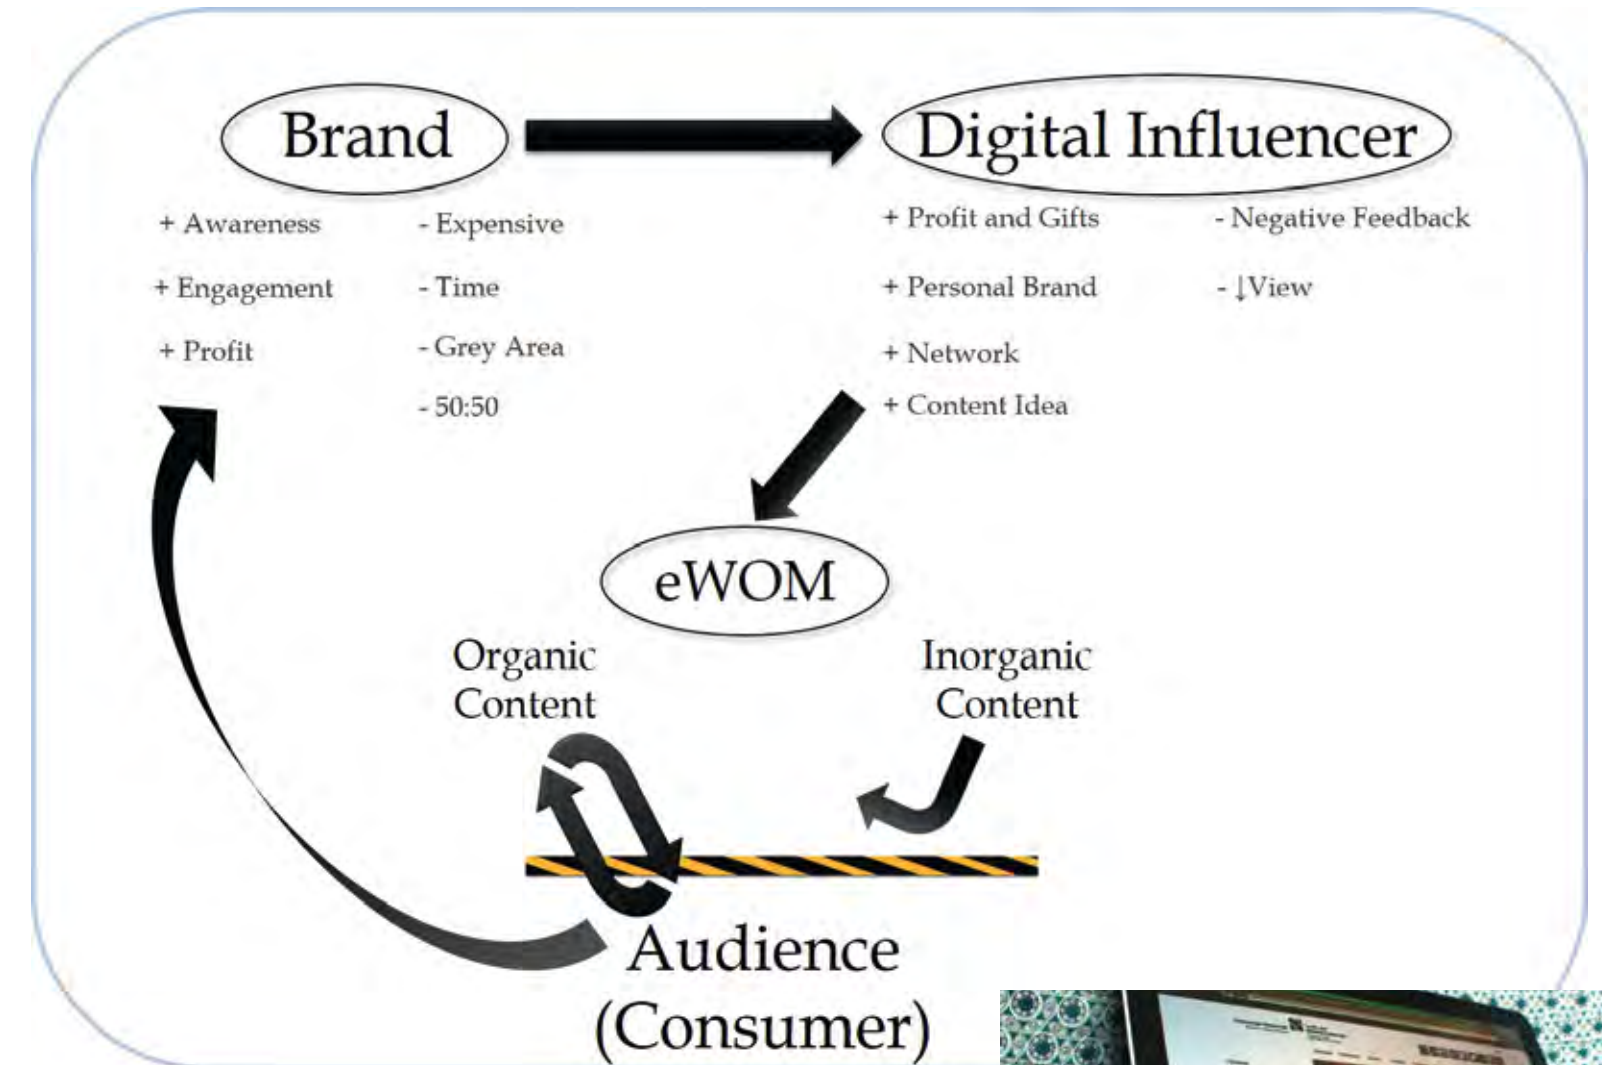 Brand
Digital Influencer
+ Awareness
- Expensive
+ Engagement
- Time
+ Profit
- Grey Area
- 50:50
+ Profit and Gifts
- Negative Feedback
+ Personal Brand
- ↓View
+ Network
+ Content Idea
eWOM
Organic
Content
Inorganic
Content
Audience
(Consumer)